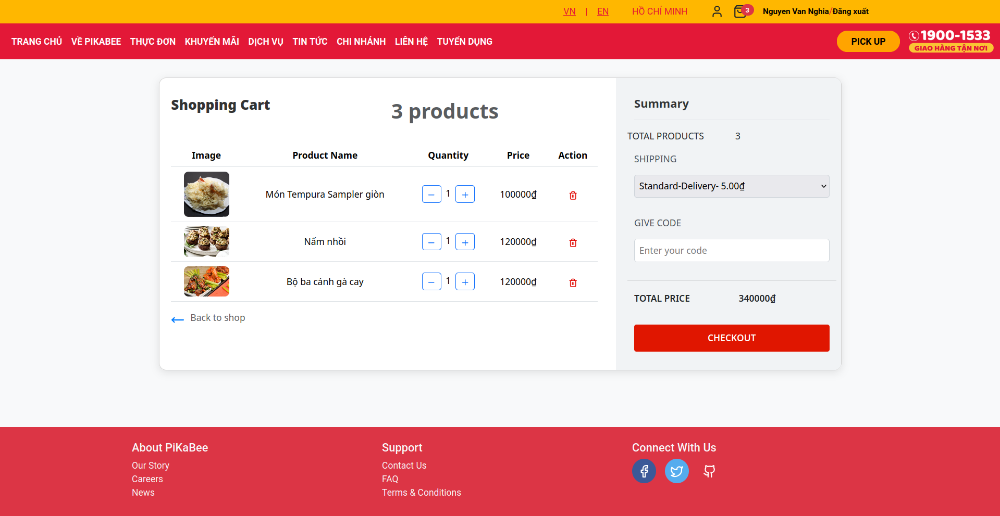 VN | EN HỒ CHÍ MINH 3 Nguyen Van Nghia/Đăng xuất
TRANG CHỦ VỀ PIKABEE THỰC ĐƠN KHUYẾN MÃI DỊCH VỤ TIN TỨC CHI NHÁNH LIÊN HỆ TUYỂN DỤNG PICK UP 1900-1533
GIAO HÀNG TẬN NƠI
Shopping Cart 3 products
Image Product Name Quantity Price Action
Món Tempura Sampler giòn − 1 + 100000₫
Nấm nhồi − 1 + 120000₫
Bộ ba cánh gà cay − 1 + 120000₫
Back to shop
Summary
TOTAL PRODUCTS 3
SHIPPING
Standard-Delivery- 5.00₫
GIVE CODE
Enter your code
TOTAL PRICE 340000₫
CHECKOUT
About PiKaBee
Our Story
Careers
News
Support
Contact Us
FAQ
Terms & Conditions
Connect With Us